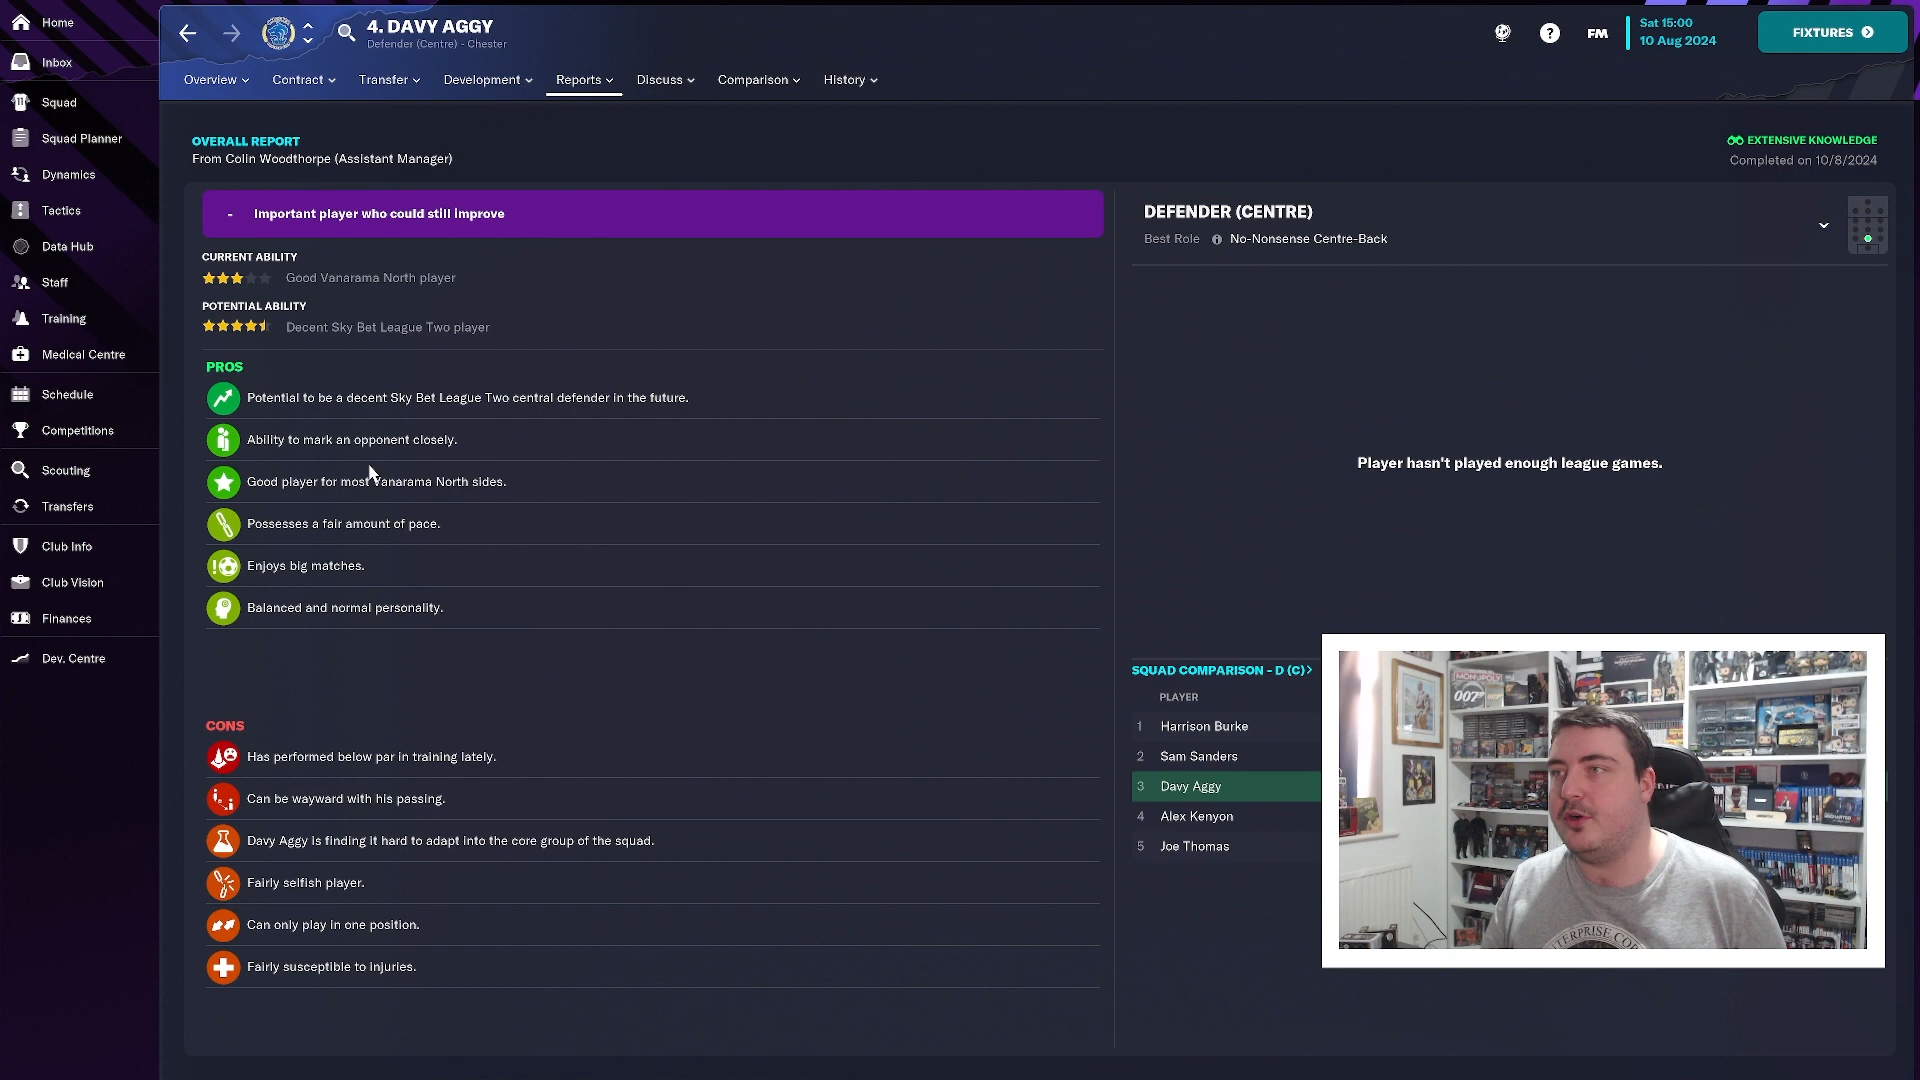 Home
Inbox
Squad
Squad Planner
Dynamics
Tactics
Data Hub
Staff
Training
Medical Centre
Schedule
Competitions
Scouting
Transfers
Club Info
Club Vision
Finances
Dev. Centre
4. DAVY AGGY
Defender (Centre) - Chester
FM
Sat 15:00
10 Aug 2024
FIXTURES
Overview
Contract
Transfer
Development
Reports
Discuss
Comparison
History
OVERALL REPORT
From Colin Woodthorpe (Assistant Manager)
EXTENSIVE KNOWLEDGE
Completed on 10/8/2024
- Important player who could still improve
CURRENT ABILITY
Good Vanarama North player
POTENTIAL ABILITY
Decent Sky Bet League Two player
PROS
Potential to be a decent Sky Bet League Two central defender in the future.
Ability to mark an opponent closely.
Good player for most Vanarama North sides.
Possesses a fair amount of pace.
Enjoys big matches.
Balanced and normal personality.
CONS
Has performed below par in training lately.
Can be wayward with his passing.
Davy Aggy is finding it hard to adapt into the core group of the squad.
Fairly selfish player.
Can only play in one position.
Fairly susceptible to injuries.
DEFENDER (CENTRE)
Best Role No-Nonsense Centre-Back
Player hasn't played enough league games.
SQUAD COMPARISON - D (C)>
PLAYER
1 Harrison Burke
2 Sam Sanders
3 Davy Aggy
4 Alex Kenyon
5 Joe Thomas
MONOPOLY
007